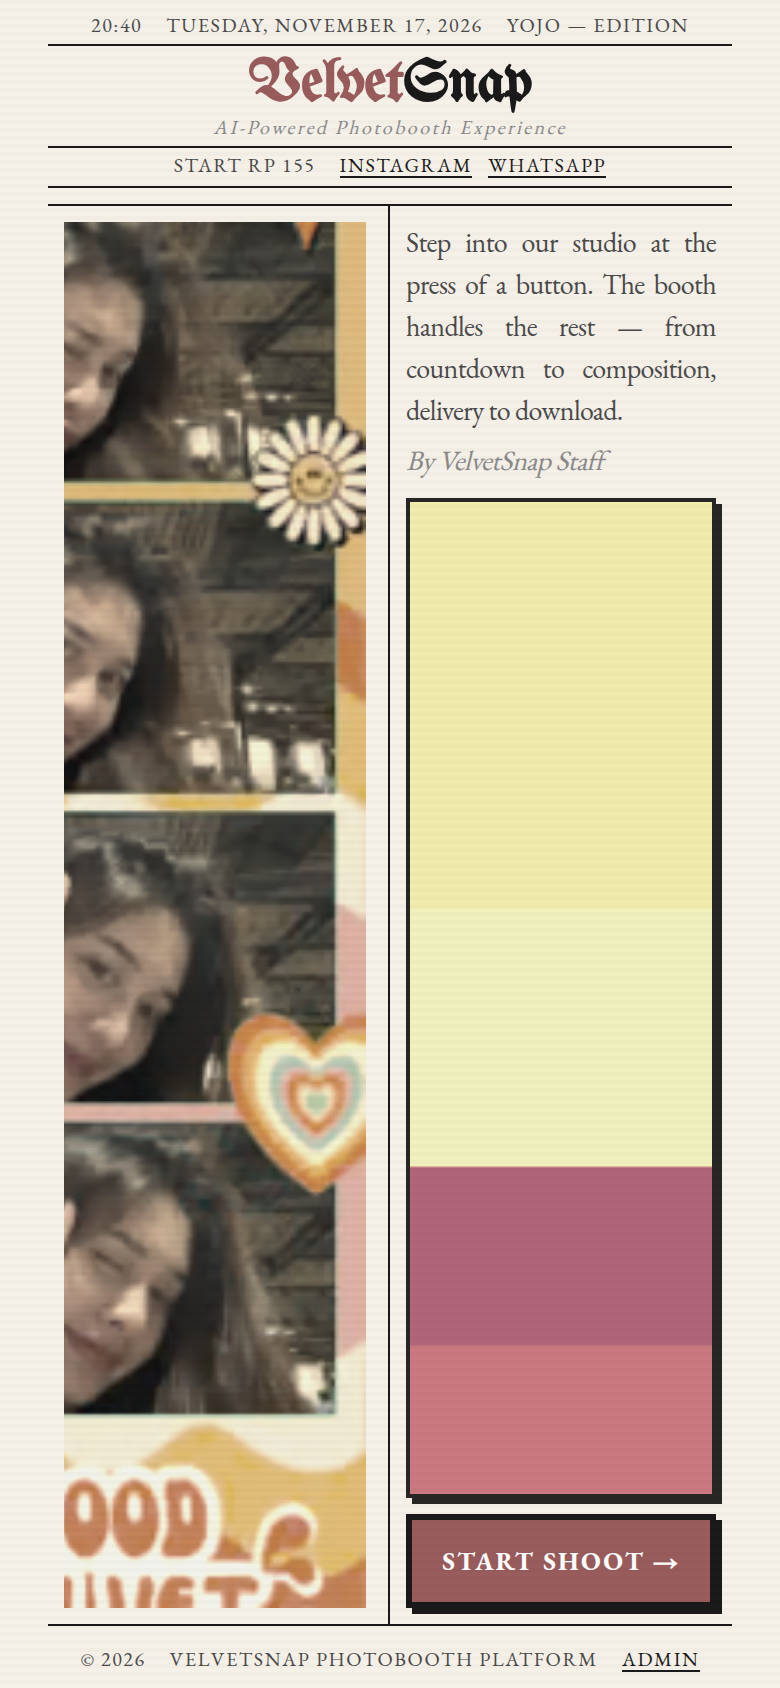 20:40 TUESDAY, NOVEMBER 17, 2026 YOJO — EDITION
VelvetSnap
AI-Powered Photobooth Experience
START RP 155 INSTAGRAM WHATSAPP
Step into our studio at the
press of a button. The booth
handles the rest — from
countdown to composition,
delivery to download.
By VelvetSnap Staff
OOD
START SHOOT →
© 2026 VELVETSNAP PHOTOBOOTH PLATFORM ADMIN